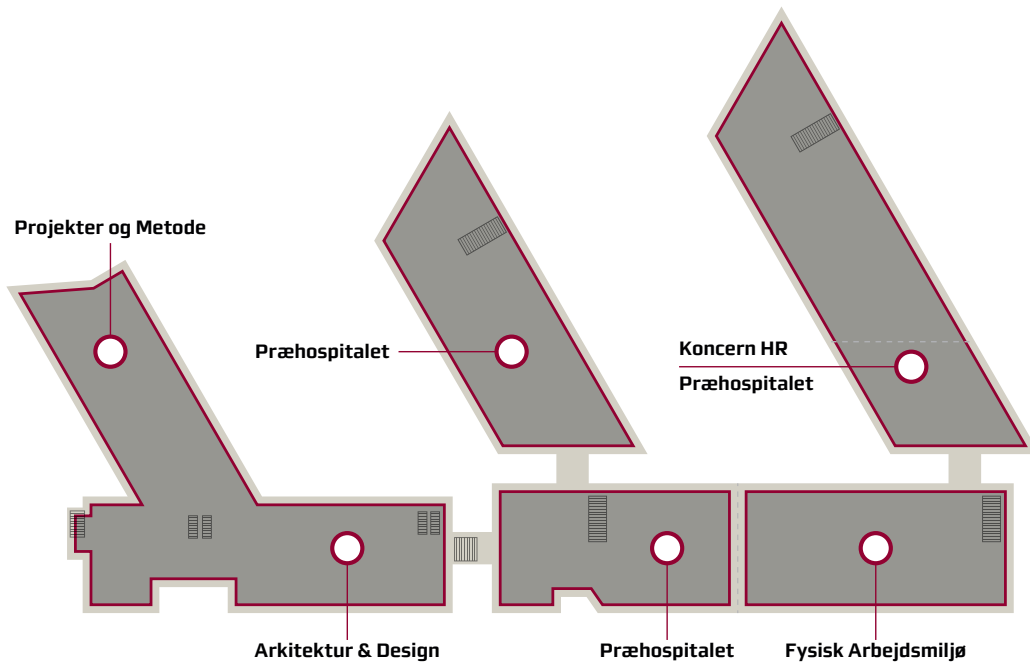 Projekter og Metode
Præhospitalet
Koncern HR
Præhospitalet
Arkitektur & Design
Præhospitalet
Fysisk Arbejdsmiljø